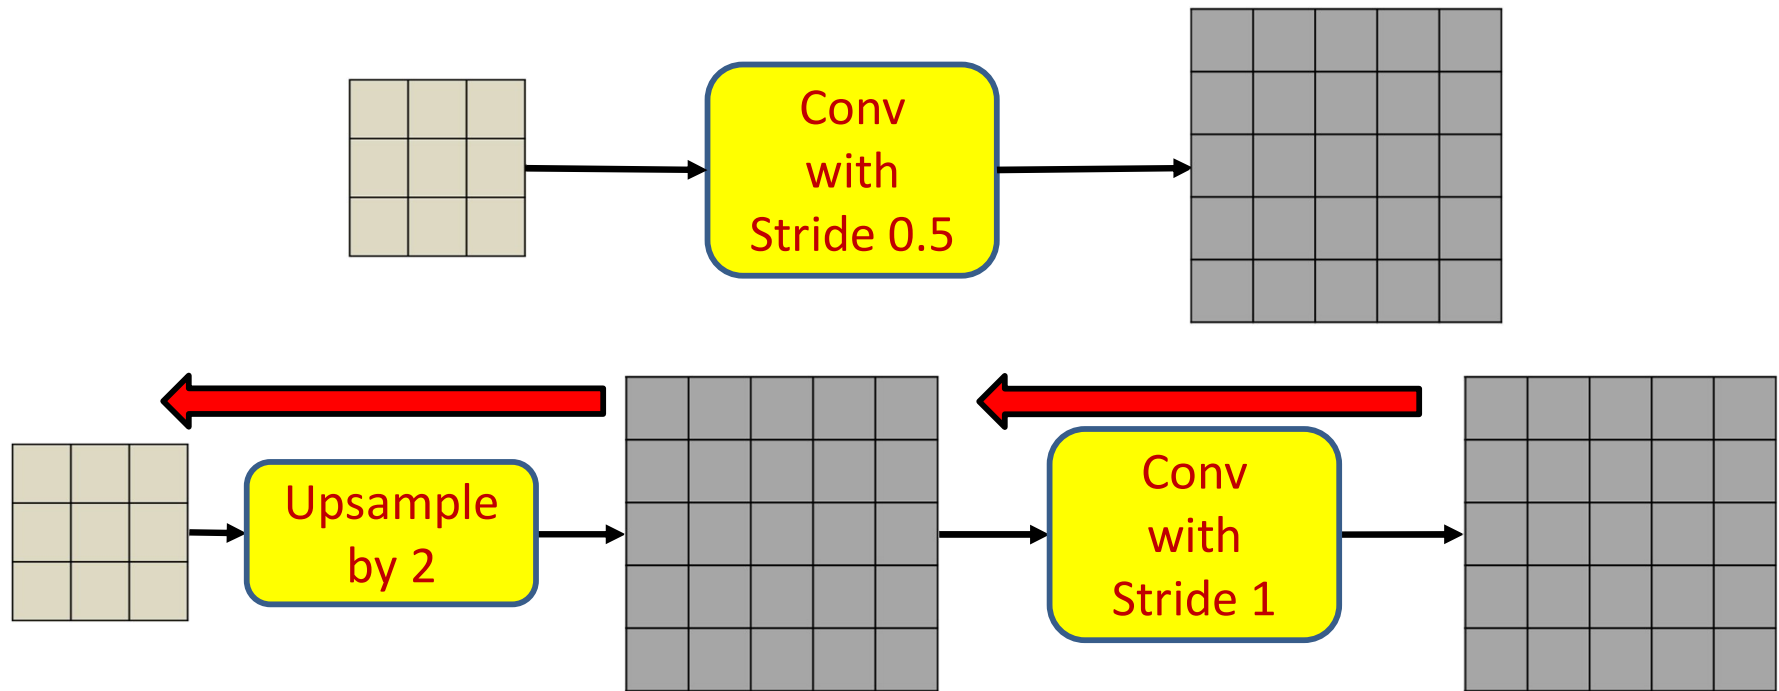 Conv
with
Stride 0.5
Upsample
by 2
Conv
with
Stride 1